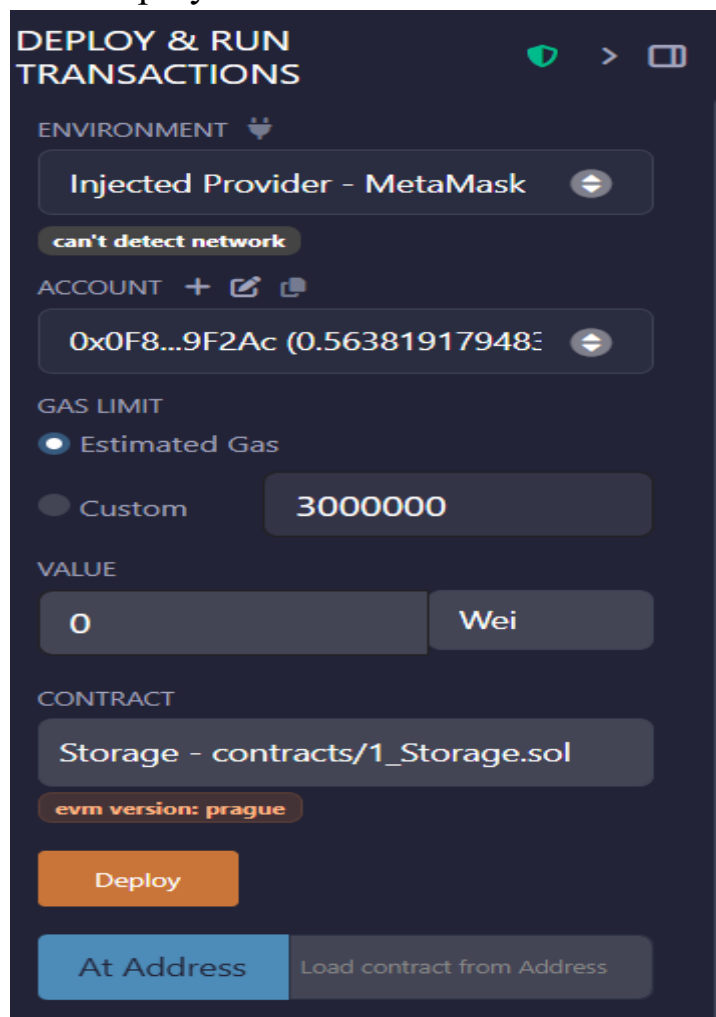 DEPLOY & RUN
TRANSACTIONS
ENVIRONMENT
Injected Provider - MetaMask
can't detect network
ACCOUNT
0x0F8...9F2Ac (0.563819179483
GAS LIMIT
Estimated Gas
Custom 3000000
VALUE
0 Wei
CONTRACT
Storage - contracts/1_Storage.sol
evm version: prague
Deploy
At Address Load contract from Address